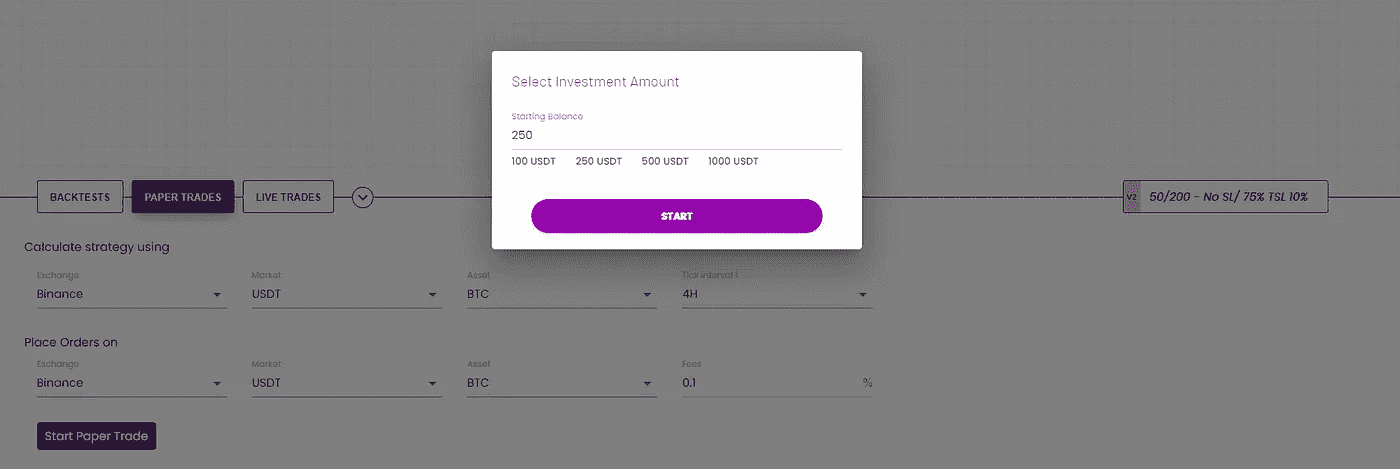 Select Investment Amount
Starting Balance
250
100 USDT 250 USDT 500 USDT 1000 USDT
START
BACKTESTS PAPER TRADES LIVE TRADES V2 50/200 - No SL/ 75% TSL 10%
Calculate strategy using
Exchange Market Asset Tick Interval 1
Binance USDT BTC 4H
Place Orders on
Exchange Market Asset Fees
Binance USDT BTC 0.1 %
Start Paper Trade